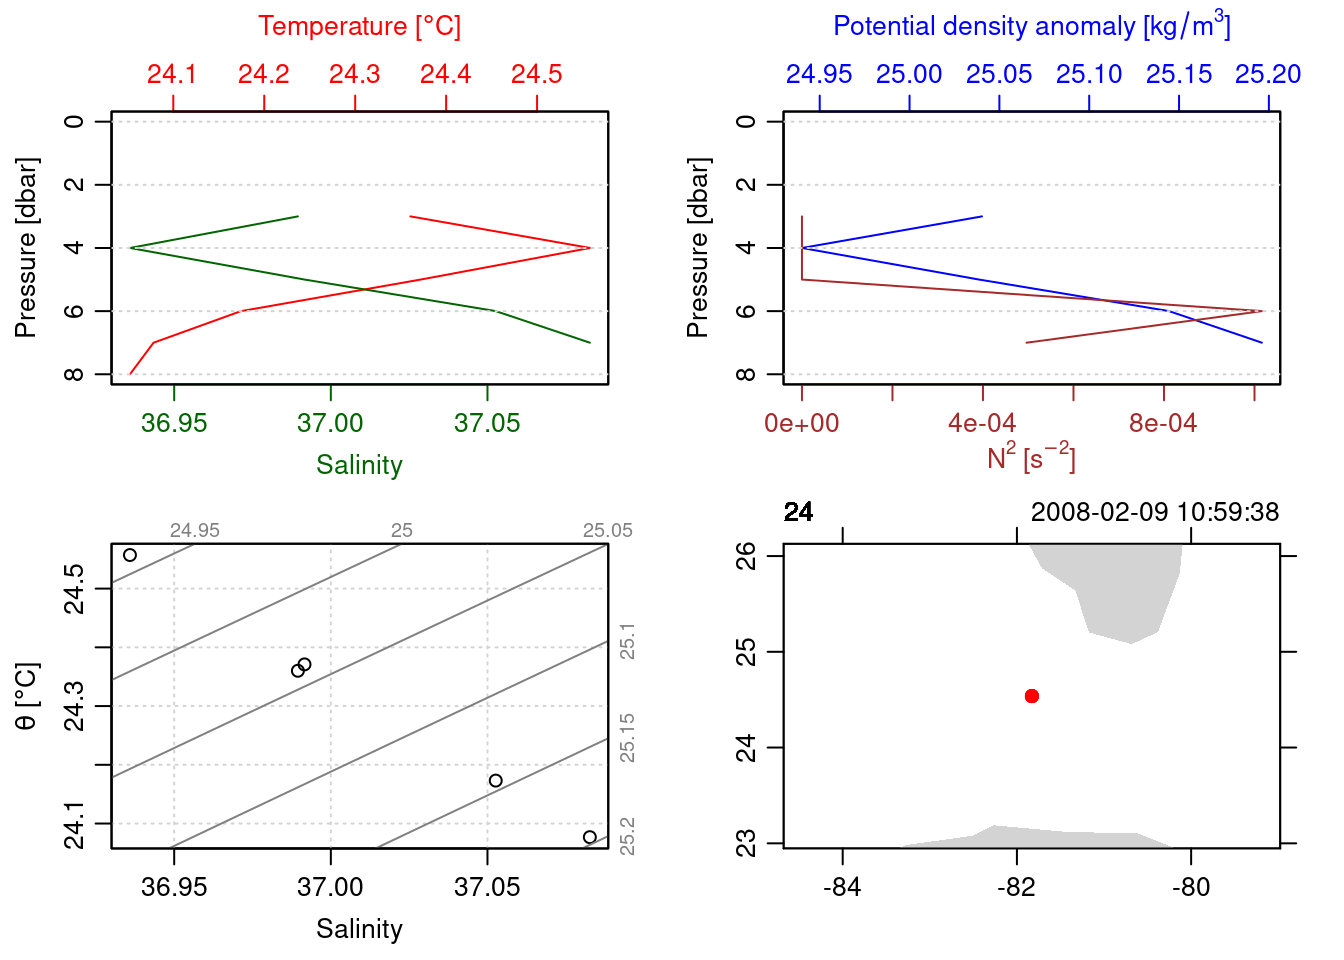 Temperature [°C]
24.1 24.2 24.3 24.4 24.5
Pressure [dbar]
0
2
4
6
8
36.95 37.00 37.05
Salinity
Potential density anomaly [kg/m³]
24.95 25.00 25.05 25.10 25.15 25.20
Pressure [dbar]
0
2
4
6
8
0e+00 4e-04 8e-04
N² [s⁻²]
24.95 25 25.05
θ [°C]
24.5
24.3
24.1
25.1
25.15
25.2
36.95 37.00 37.05
Salinity
24 2008-02-09 10:59:38
26
25
24
23
-84 -82 -80